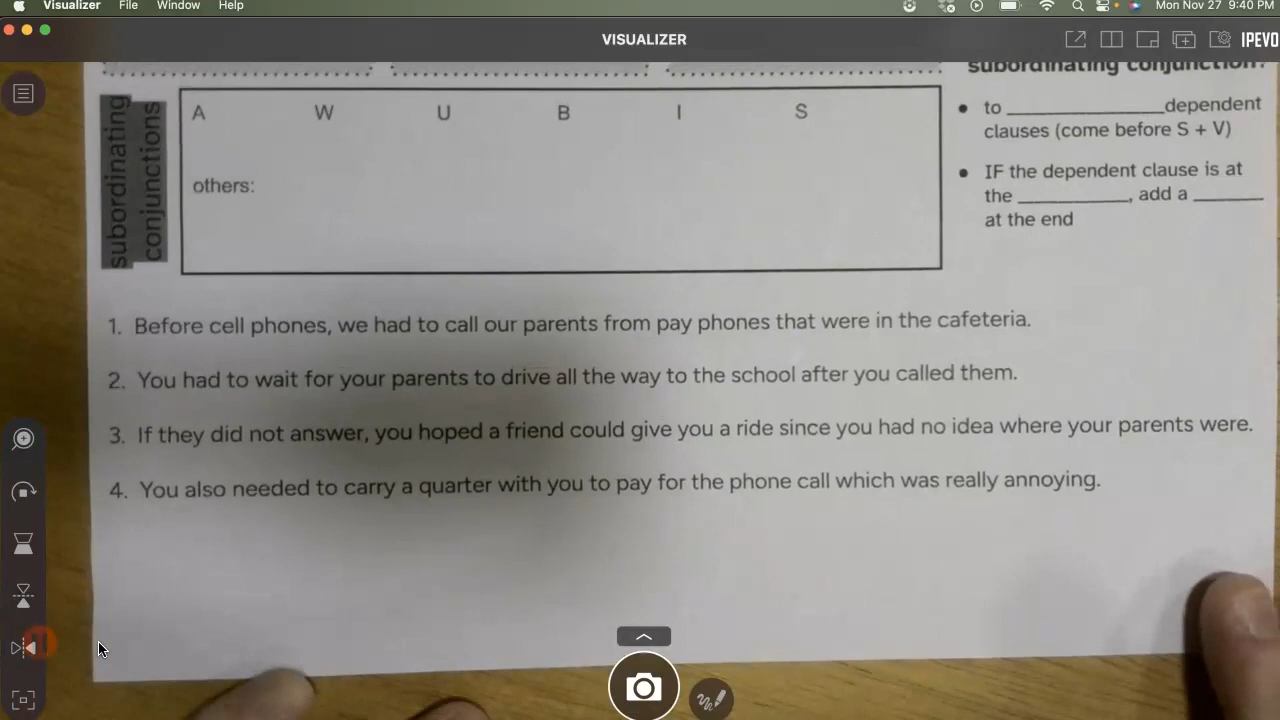 Visualizer File Window Help Mon Nov 27 9:40 PM
VISUALIZER
IPEVO
subordinating conjunction?
subordinating conjunctions
A W U B I S
others:
• to ______________dependent
clauses (come before S + V)
• IF the dependent clause is at
the __________, add a ______
at the end
1. Before cell phones, we had to call our parents from pay phones that were in the cafeteria.
2. You had to wait for your parents to drive all the way to the school after you called them.
3. If they did not answer, you hoped a friend could give you a ride since you had no idea where your parents were.
4. You also needed to carry a quarter with you to pay for the phone call which was really annoying.